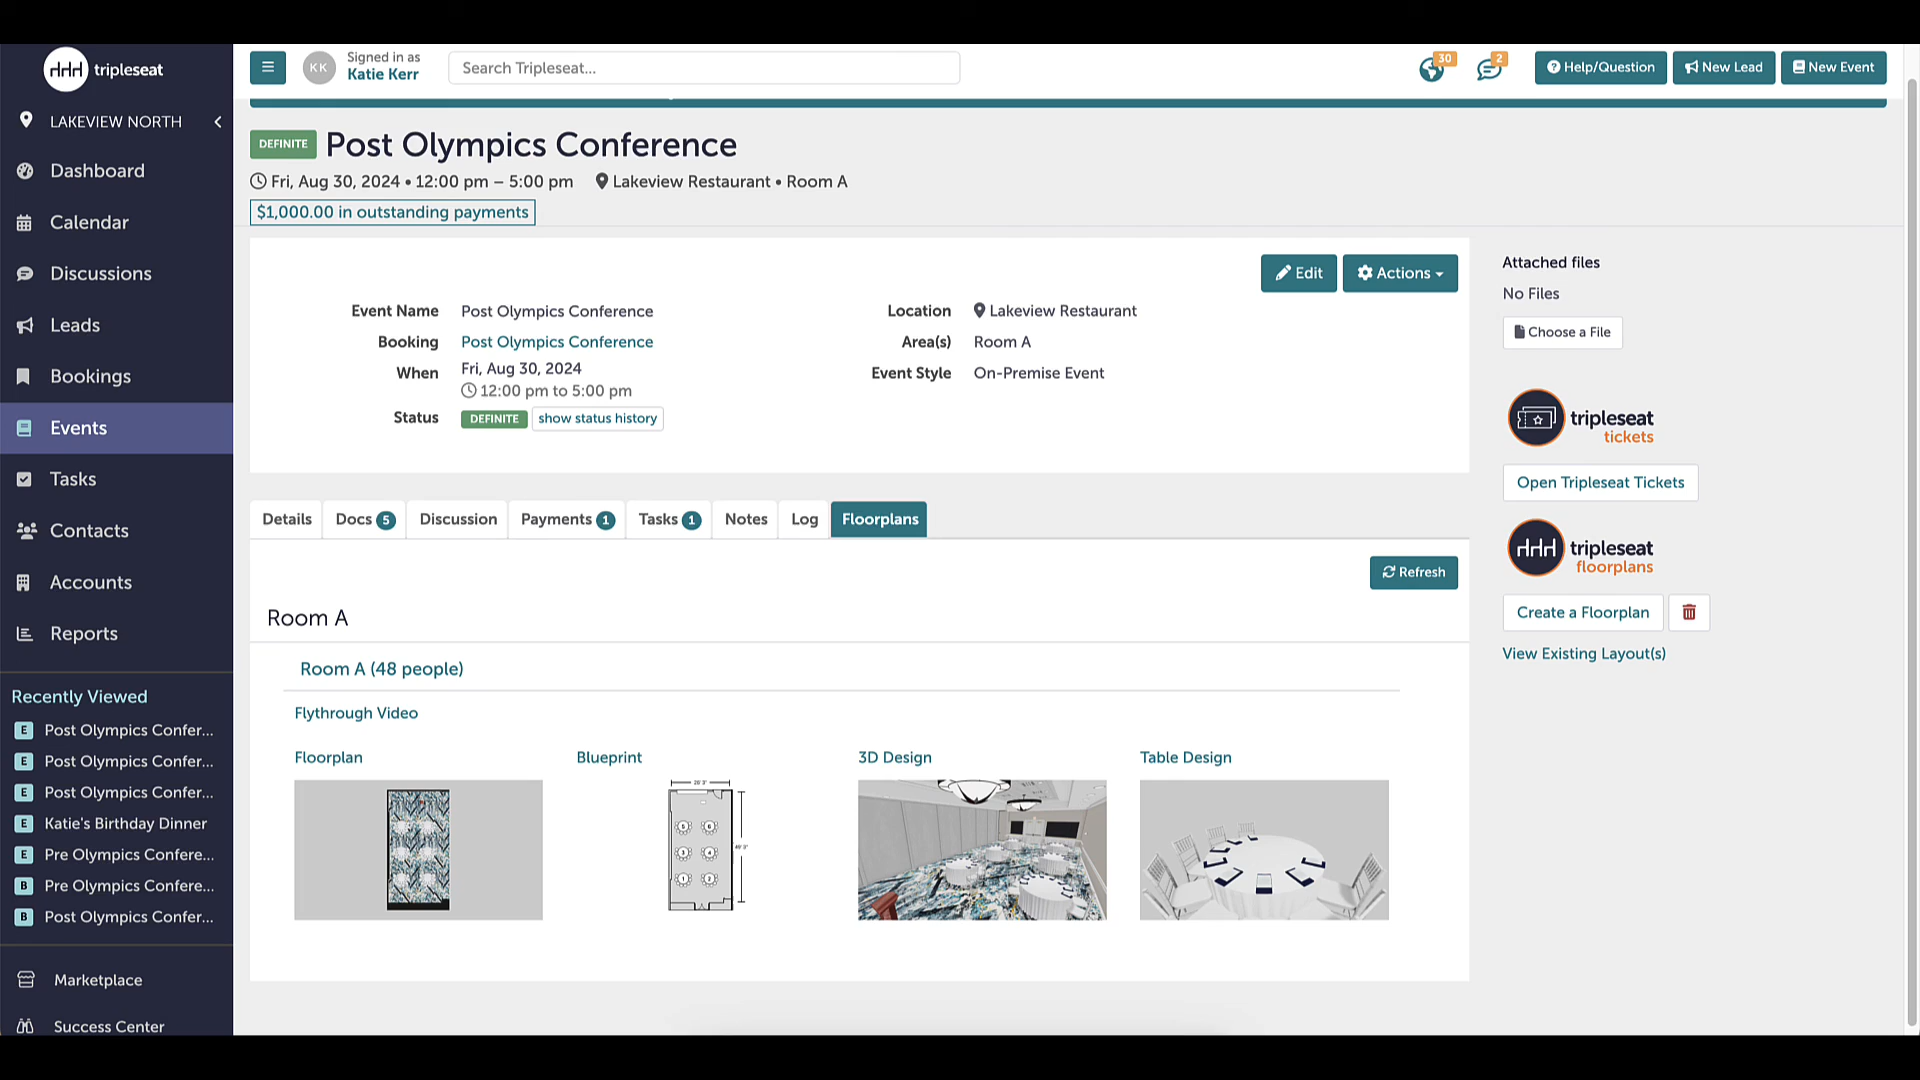 tripleseat
Signed in as
KK
Katie Kerr
Search Tripleseat...
30
2
Help/Question
New Lead
New Event
LAKEVIEW NORTH
Dashboard
Calendar
Discussions
Leads
Bookings
Events
Tasks
Contacts
Accounts
Reports
Recently Viewed
E Post Olympics Confer...
E Post Olympics Confer...
E Post Olympics Confer...
E Katie's Birthday Dinner
E Pre Olympics Confere...
B Pre Olympics Confere...
B Post Olympics Confer...
Marketplace
Success Center
DEFINITE Post Olympics Conference
Fri, Aug 30, 2024 • 12:00 pm – 5:00 pm Lakeview Restaurant • Room A
$1,000.00 in outstanding payments
Edit Actions
Event Name Post Olympics Conference
Booking Post Olympics Conference
When Fri, Aug 30, 2024
12:00 pm to 5:00 pm
Status DEFINITE show status history
Location Lakeview Restaurant
Area(s) Room A
Event Style On-Premise Event
Details Docs 5 Discussion Payments 1 Tasks 1 Notes Log Floorplans
Refresh
Room A
Room A (48 people)
Flythrough Video
Floorplan Blueprint 3D Design Table Design
5 6
3 4
1 2
Attached files
No Files
Choose a File
tripleseat
tickets
Open Tripleseat Tickets
tripleseat
floorplans
Create a Floorplan
View Existing Layout(s)